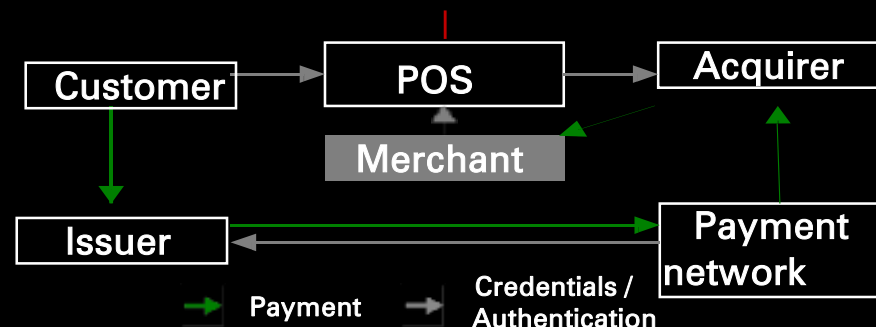 Customer
POS
Acquirer
Merchant
Issuer
Payment
network
Payment
Credentials /
Authentication